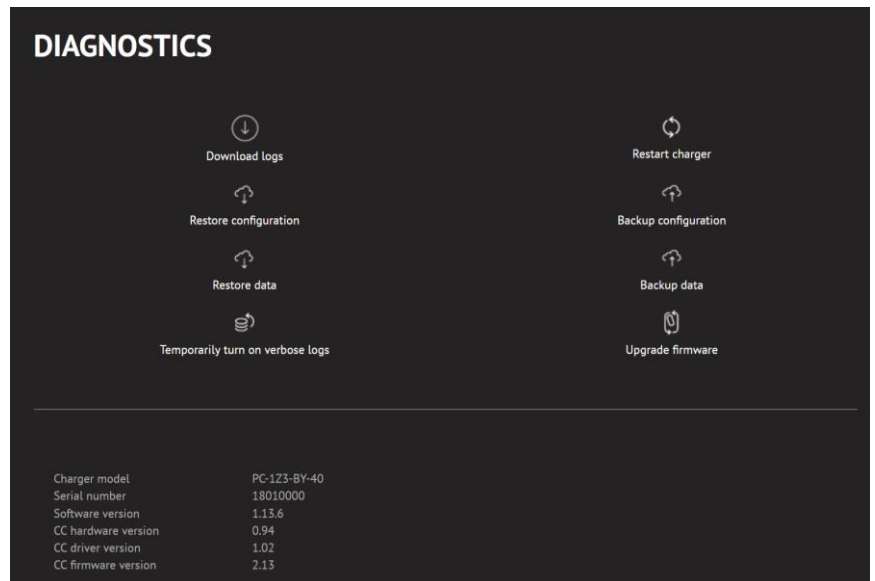 DIAGNOSTICS
Download logs
Restart charger
Restore configuration
Backup configuration
Restore data
Backup data
Temporarily turn on verbose logs
Upgrade firmware
Charger model PC-1Z3-BY-40
Serial number 18010000
Software version 1.13.6
CC hardware version 0.94
CC driver version 1.02
CC firmware version 2.13